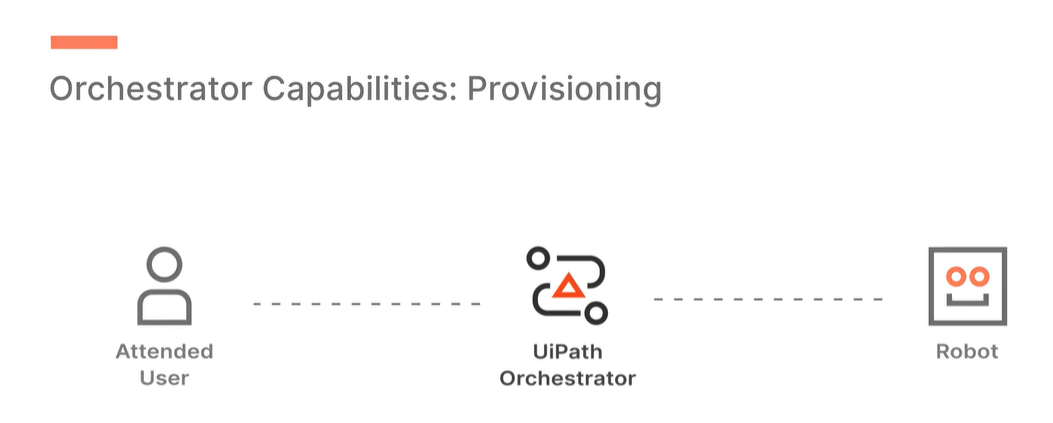 Orchestrator Capabilities: Provisioning
Attended
User
UiPath
Orchestrator
Robot